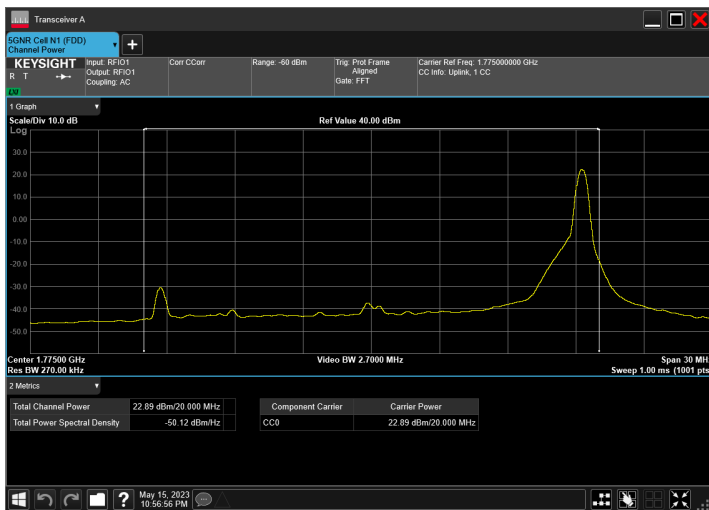 Transceiver A
5GNR Cell N1 (FDD)
Channel Power
KEYSIGHT
R T
LXI
Input: RFIO1
Output: RFIO1
Coupling: AC
Corr CCorr
Range: -60 dBm
Trig: Prot Frame
Aligned
Gate: FFT
Carrier Ref Freq: 1.775000000 GHz
CC Info: Uplink, 1 CC
1 Graph
Scale/Div 10.0 dB
Ref Value 40.00 dBm
Log
30.0
20.0
10.0
0.00
-10.0
-20.0
-30.0
-40.0
-50.0
Center 1.77500 GHz
Video BW 2.7000 MHz
Span 30 MH
Res BW 270.00 kHz
Sweep 1.00 ms (1001 pts
2 Metrics
Total Channel Power 22.89 dBm/20.000 MHz
Total Power Spectral Density -50.12 dBm/Hz
Component Carrier Carrier Power
CC0 22.89 dBm/20.000 MHz
?
May 15, 2023
10:56:56 PM